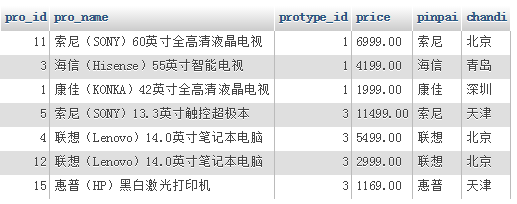 pro_id pro_name protype_id price pinpai chandi
11 索尼（SONY）60英寸全高清液晶电视 1 6999.00 索尼 北京
3 海信（Hisense）55英寸智能电视 1 4199.00 海信 青岛
1 康佳（KONKA）42英寸全高清液晶电视 1 1999.00 康佳 深圳
5 索尼（SONY）13.3英寸触控超极本 3 11499.00 索尼 天津
4 联想（Lenovo）14.0英寸笔记本电脑 3 5499.00 联想 北京
12 联想（Lenovo）14.0英寸笔记本电脑 3 2999.00 联想 北京
15 惠普（HP）黑白激光打印机 3 1169.00 惠普 天津